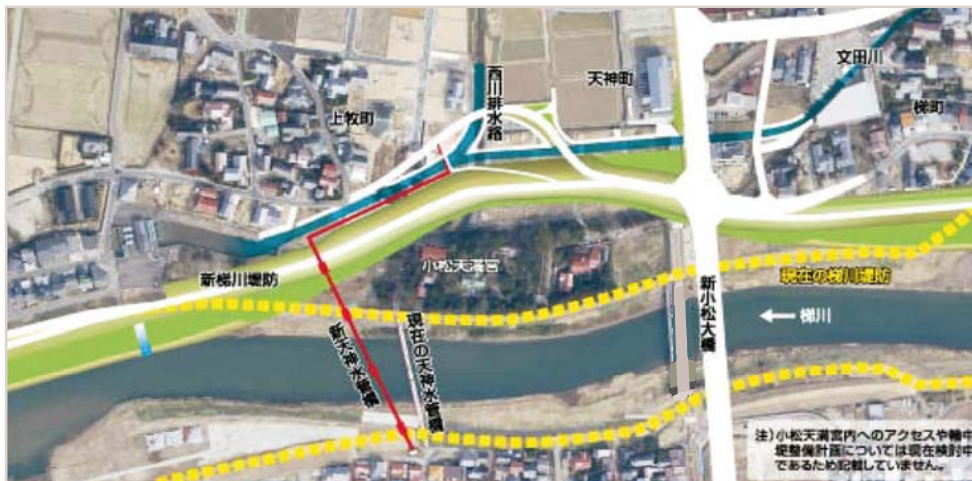 文田川
天神町
梯町
西川排水路
上牧町
小松天満宮
現在の梯川堤防
新梯川堤防
新小松大橋
梯川
新天神水管橋
現在の天神水管橋
注)小松天満宮内へのアクセスや輪中
堤整備計画については現在検討中
であるため記載していません。